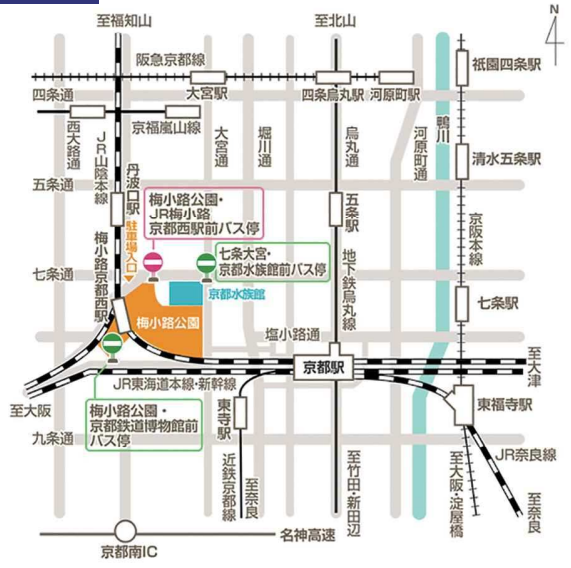 至福知山
至北山
N
阪急京都線
祇園四条駅
四条通
大宮駅
四条烏丸駅
河原町駅
鴨川
京福嵐山線
西大路通
JR山陰本線
丹波口駅
大宮通
堀川通
烏丸通
河原町通
清水五条駅
五条通
梅小路公園・
JR梅小路
京都西駅前バス停
五条駅
京阪本線
駐車場入口
七条大宮・
京都水族館前バス停
地下鉄烏丸線
七条通
梅小路京都西駅
京都水族館
七条駅
梅小路公園
塩小路通
京都駅
至大津
JR東海道本線・新幹線
至大阪
梅小路公園・
京都鉄道博物館前
バス停
東寺駅
東福寺駅
九条通
JR奈良線
近鉄京都線
至奈良
至竹田・新田辺
至大阪・淀屋橋
至奈良
名神高速
京都南IC